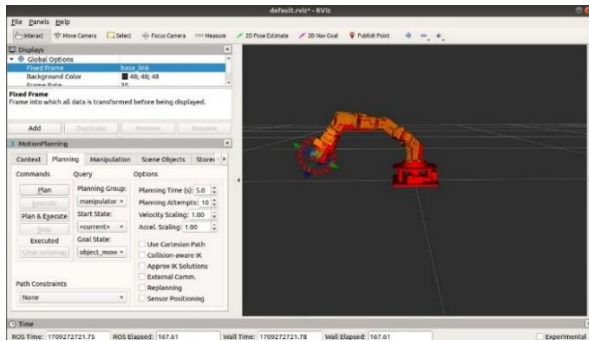 default.rviz* - RViz
File Panels Help
Interact Move Camera Select Focus Camera Measure 2D Pose Estimate 2D Nav Goal Publish Point
Displays
Global Options
Fixed Frame base_link
Background Color 48; 48; 48
Frame Rate 30
Fixed Frame
Frame into which all data is transformed before being displayed.
Add Duplicate Remove Rename
MotionPlanning
Context Planning Manipulation Scene Objects Stored
Commands Query Options
Plan Planning Group: Planning Time (s): 5.0
Execute manipulator Planning Attempts: 10
Plan & Execute Start State: Velocity Scaling: 1.00
Stop <current> Accel. Scaling: 1.00
Executed Goal State: Use Cartesian Path
Clear octomap object_mow Collision-aware IK
Approx IK Solutions
External Comm.
Path Constraints Replanning
None Sensor Positioning
Time
ROS Time: 1709272721.75 ROS Elapsed: 167.61 Wall Time: 1709272721.78 Wall Elapsed: 167.61 Experimental